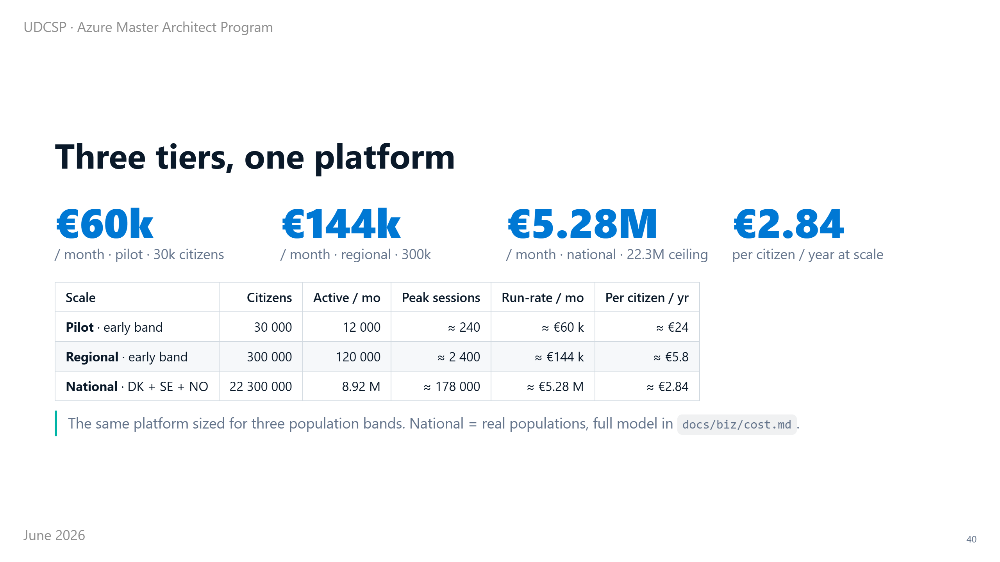 UDCSP · Azure Master Architect Program
Three tiers, one platform
€60k
/ month · pilot · 30k citizens
€144k
/ month · regional · 300k
€5.28M
/ month · national · 22.3M ceiling
€2.84
per citizen / year at scale
Scale Citizens Active / mo Peak sessions Run-rate / mo Per citizen / yr
Pilot · early band 30 000 12 000 ≈ 240 ≈ €60 k ≈ €24
Regional · early band 300 000 120 000 ≈ 2 400 ≈ €144 k ≈ €5.8
National · DK + SE + NO 22 300 000 8.92 M ≈ 178 000 ≈ €5.28 M ≈ €2.84
The same platform sized for three population bands. National = real populations, full model in docs/biz/cost.md.
June 2026
40